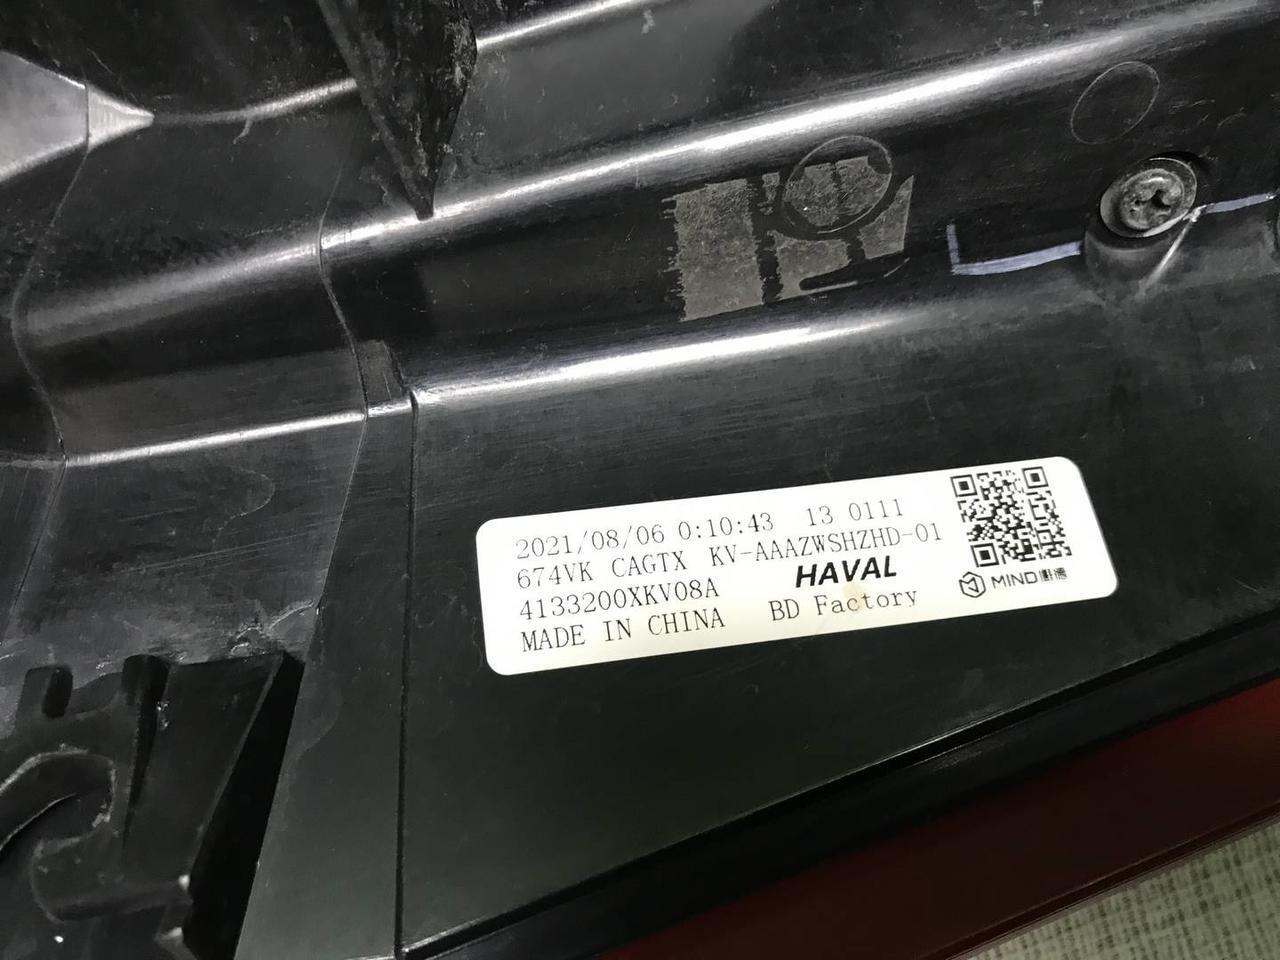 2021/08/06 0:10:43 13 0111
674VK CAGTX KV-AAAZWSHZHD-01
4133200XKV08A HAVAL
MADE IN CHINA BD Factory
MIND